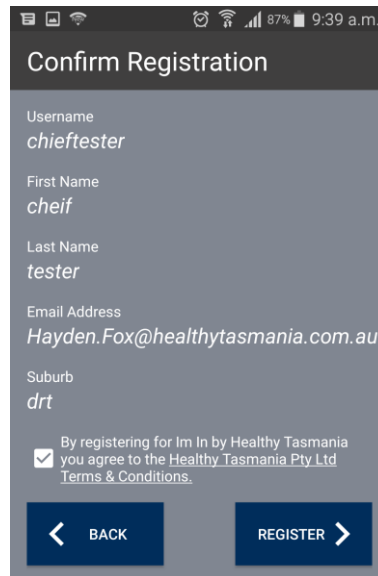 87% 9:39 a.m.
Confirm Registration
Username
chieftester
First Name
cheif
Last Name
tester
Email Address
Hayden.Fox@healthytasmania.com.au
Suburb
drt
By registering for Im In by Healthy Tasmania
you agree to the Healthy Tasmania Pty Ltd
Terms & Conditions.
BACK REGISTER